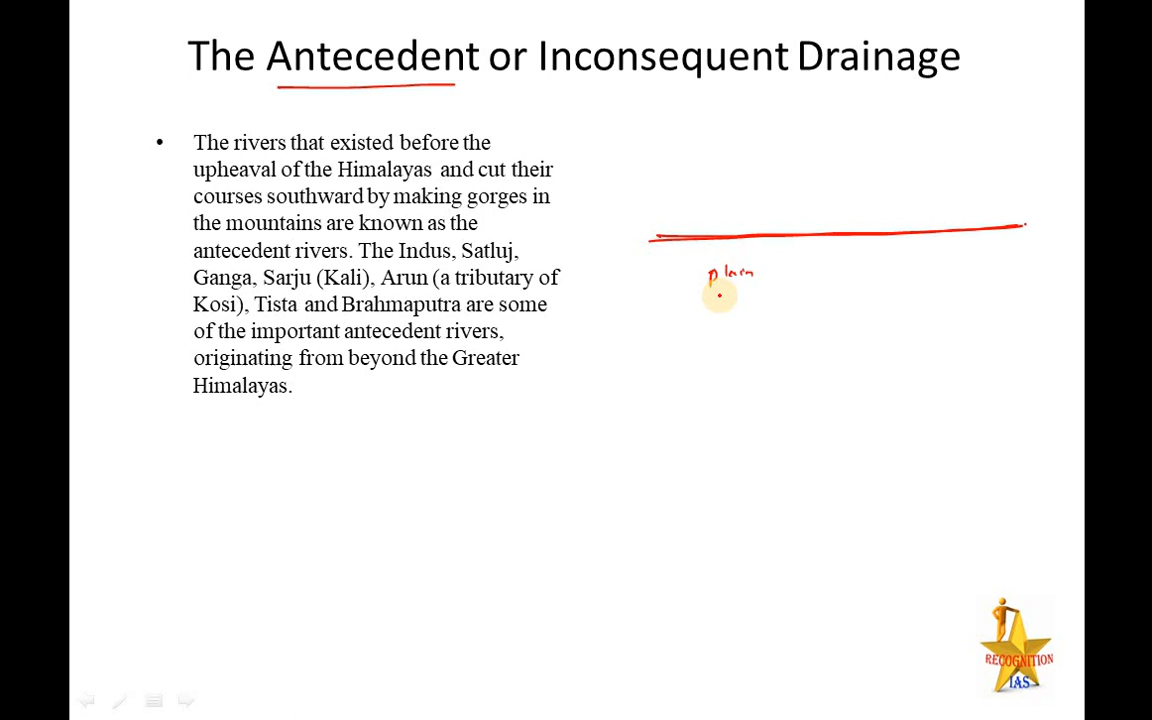 The Antecedent or Inconsequent Drainage
• The rivers that existed before the
upheaval of the Himalayas and cut their
courses southward by making gorges in
the mountains are known as the
antecedent rivers. The Indus, Satluj,
Ganga, Sarju (Kali), Arun (a tributary of
Kosi), Tista and Brahmaputra are some
of the important antecedent rivers,
originating from beyond the Greater
Himalayas.
plain
RECOGNITION
IAS